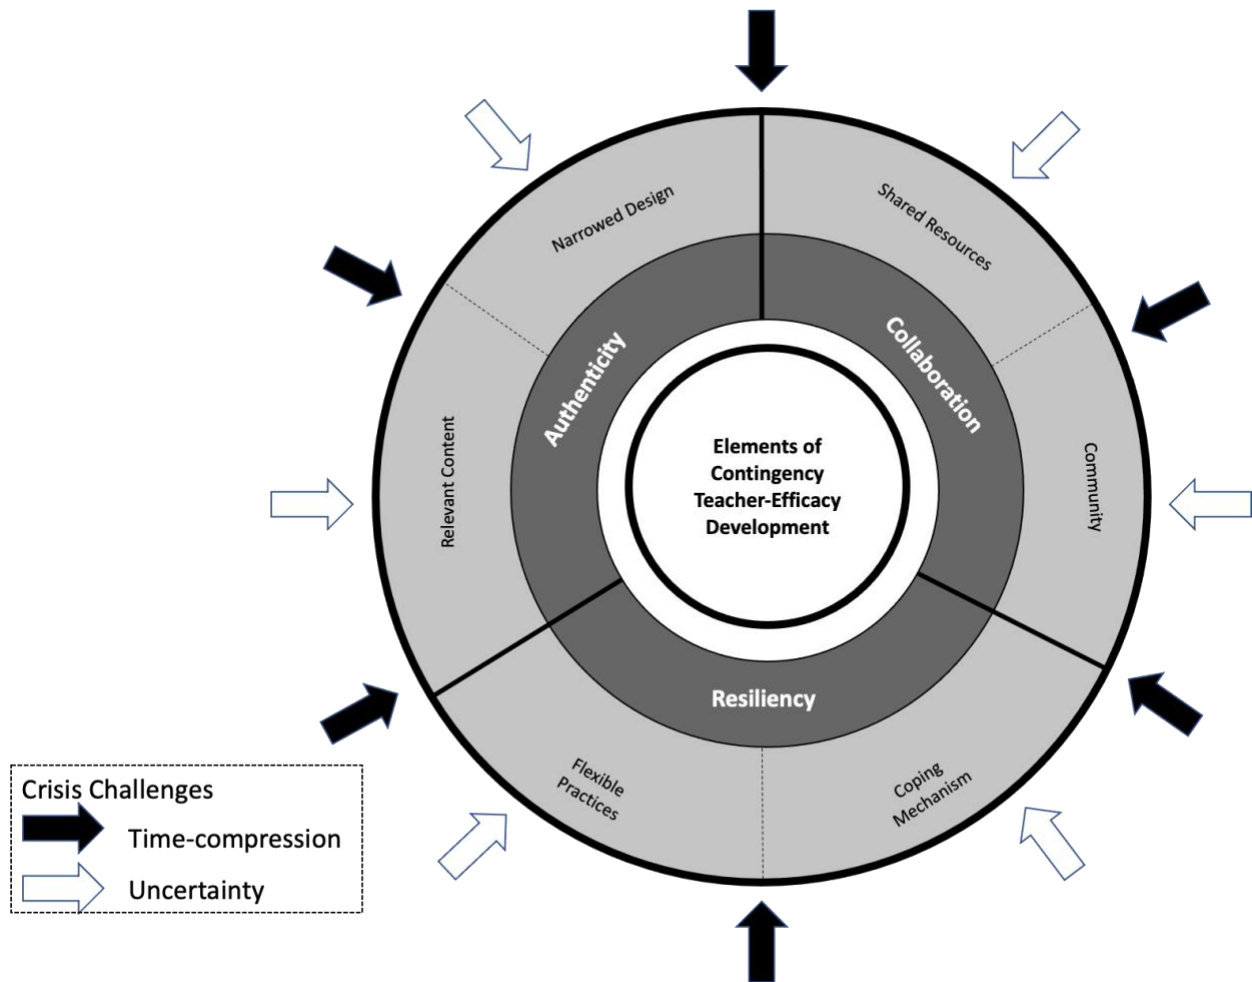 Narrowed Design
Shared Resources
Authenticity
Collaboration
Relevant Content
Elements of
Contingency
Teacher-Efficacy
Development
Community
Resiliency
Flexible
Practices
Coping
Mechanism
Crisis Challenges
Time-compression
Uncertainty